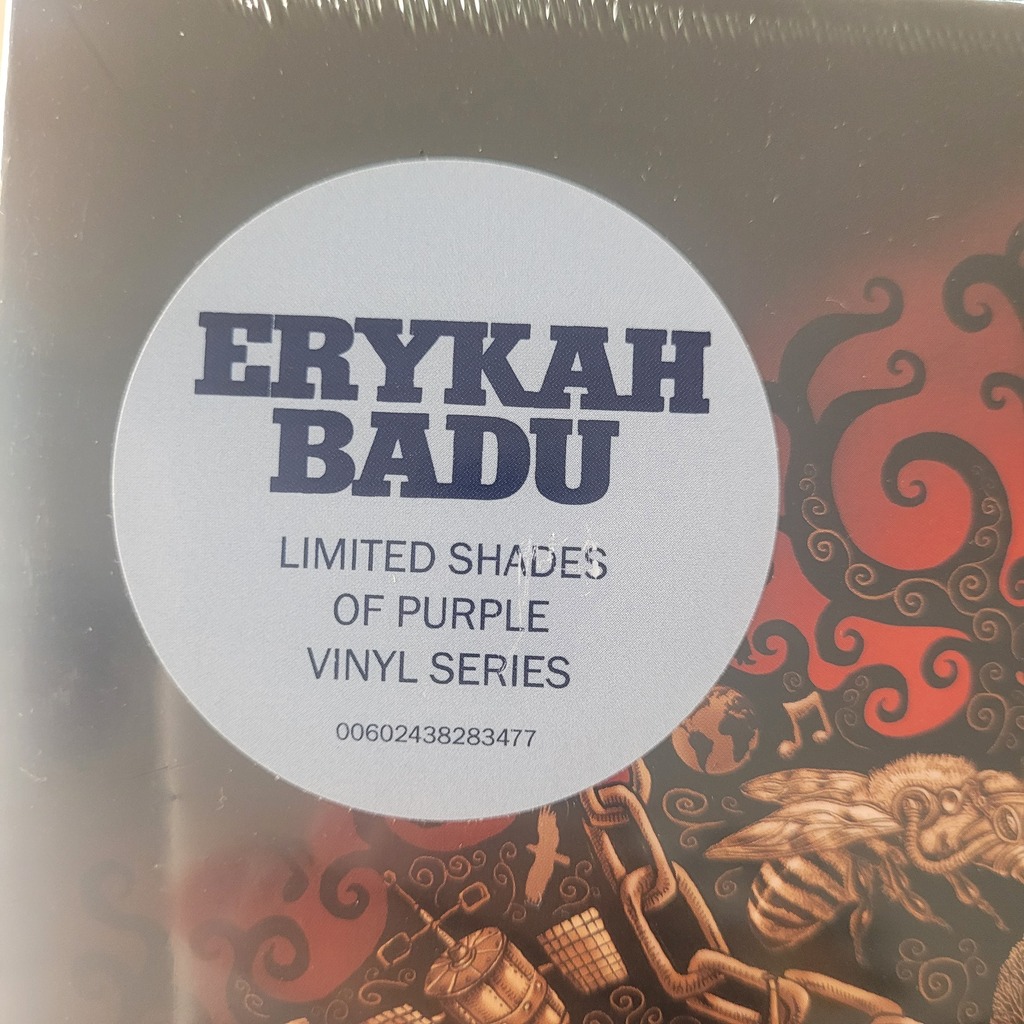 ERYKAH
BADU
LIMITED SHADES
OF PURPLE
VINYL SERIES
00602438283477